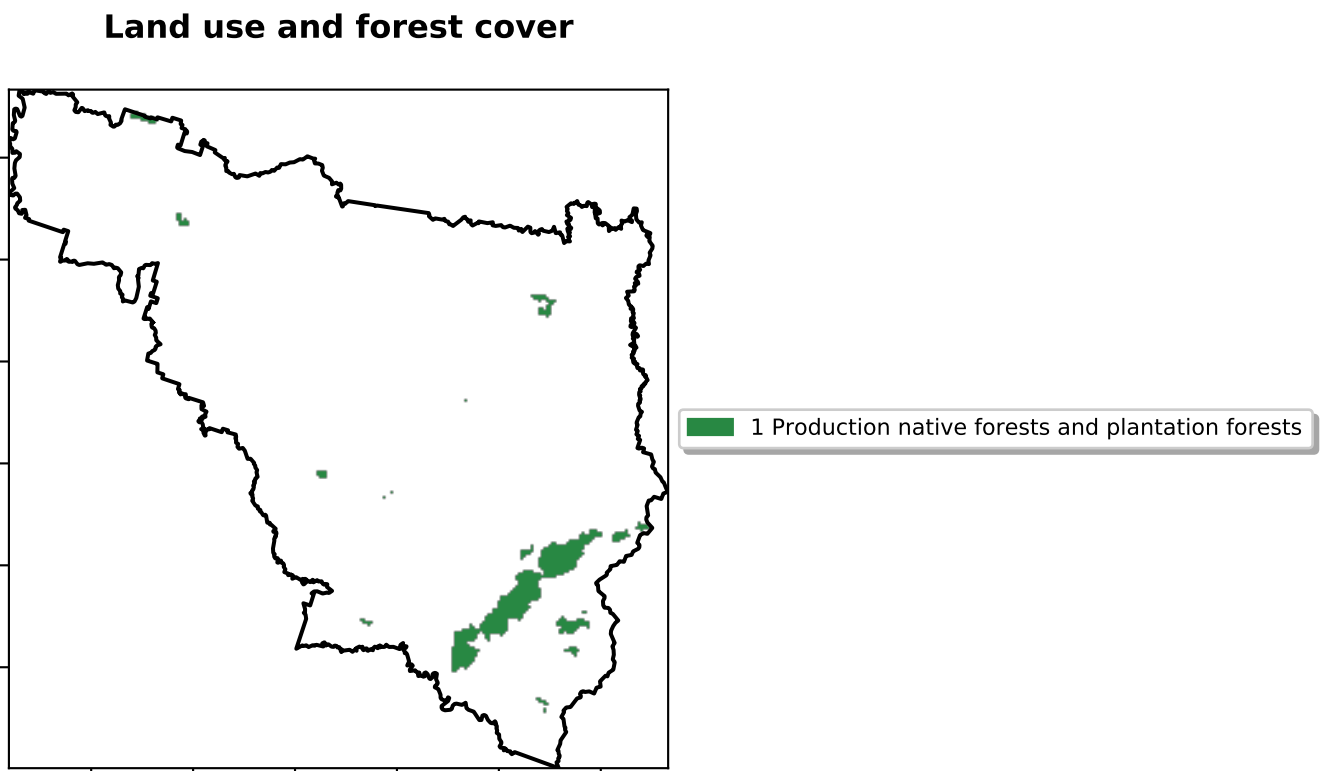 Land use and forest cover
1 Production native forests and plantation forests